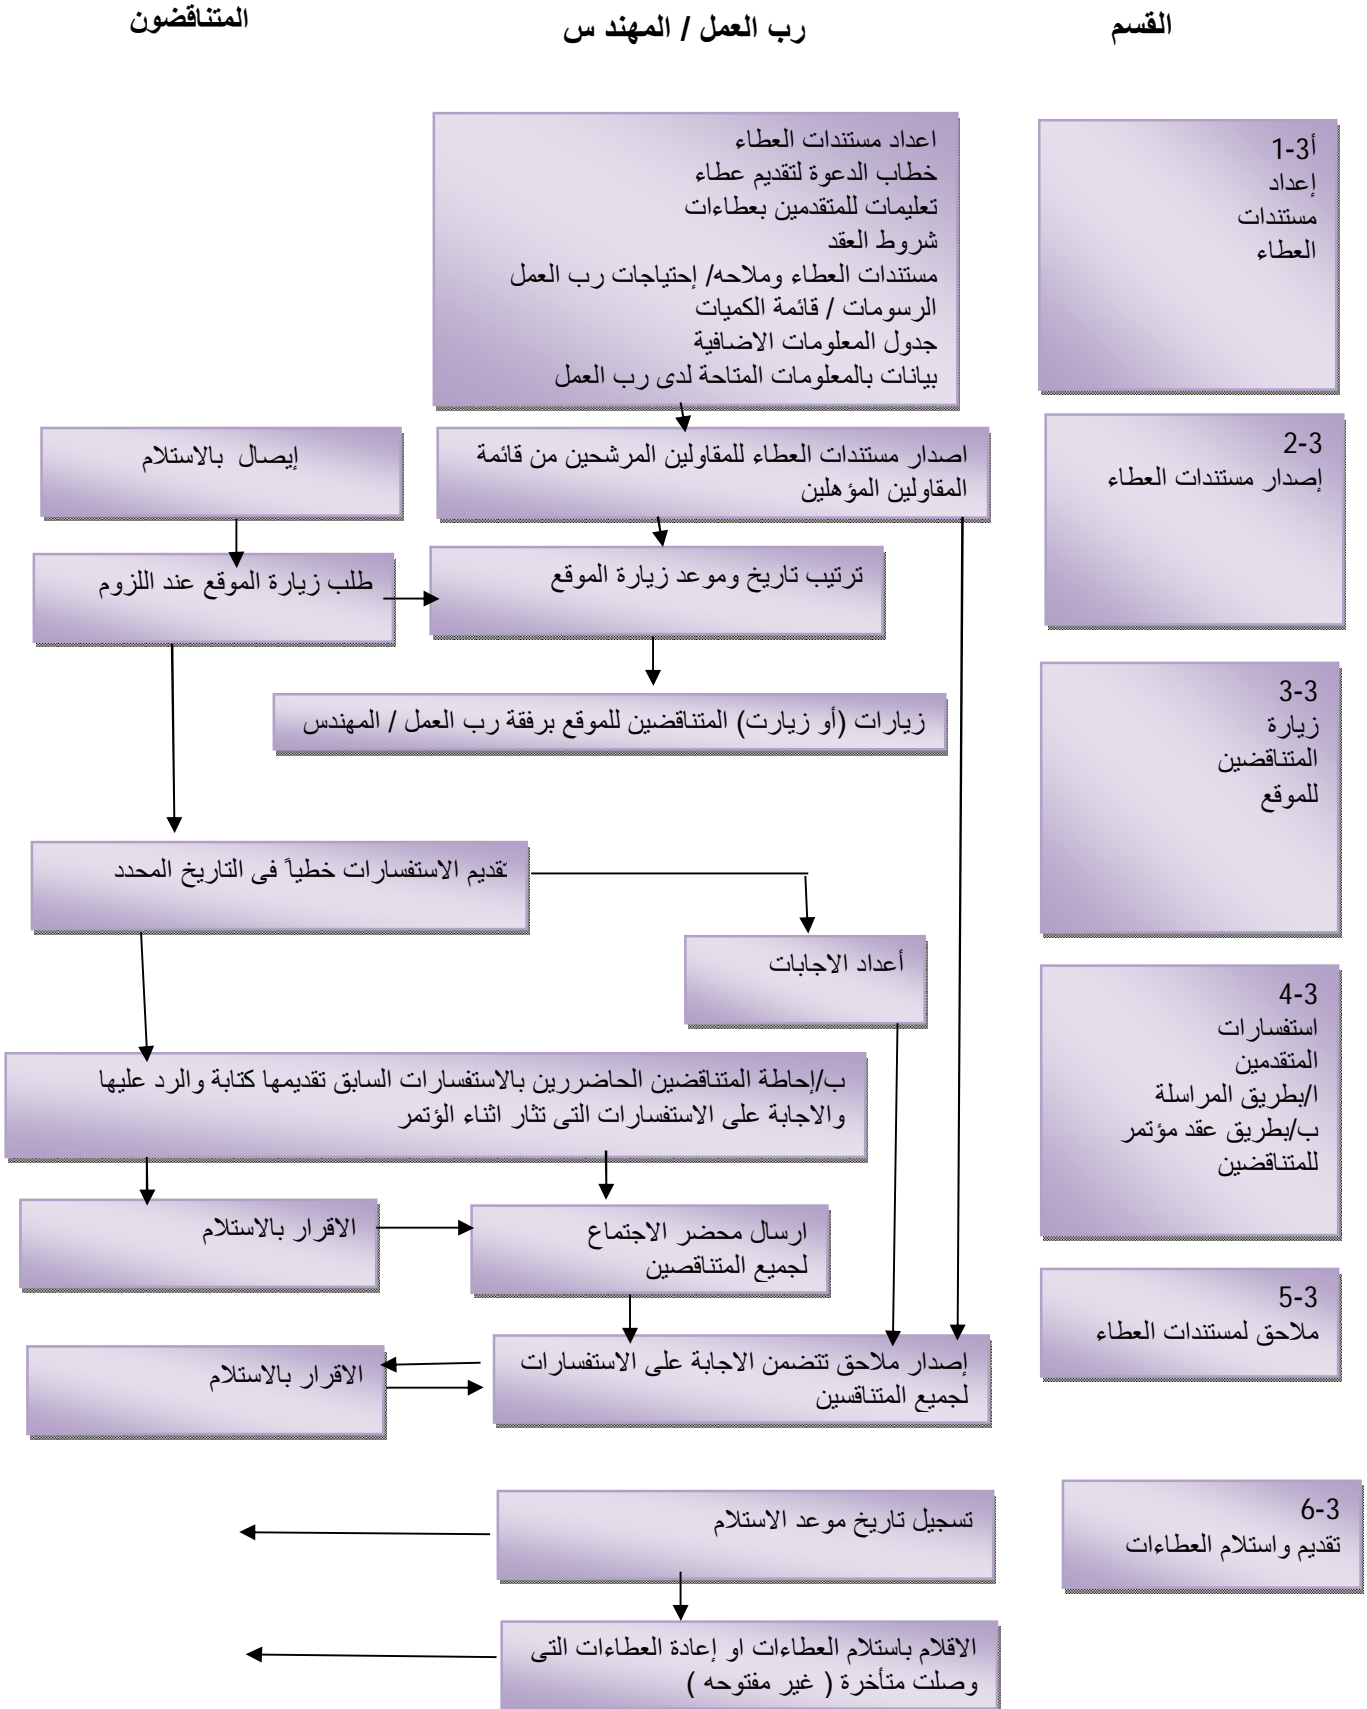 القسم
رب العمل / المهند س
المتناقضون
أ3-1
إعداد
مستندات
العطاء
اعداد مستندات العطاء
خطاب الدعوة لتقديم عطاء
تعليمات للمتقدمين بعطاءات
شروط العقد
مستندات العطاء وملاحه/ إحتياجات رب العمل
الرسومات / قائمة الكميات
جدول المعلومات الاضافية
بيانات بالمعلومات المتاحة لدى رب العمل
2-3
إصدار مستندات العطاء
اصدار مستندات العطاء للمقاولين المرشحين من قائمة
المقاولين المؤهلين
إيصال بالاستلام
ترتيب تاريخ وموعد زيارة الموقع
طلب زيارة الموقع عند اللزوم
3-3
زيارة
المتناقضين
للموقع
زيارات (أو زيارت) المتناقضين للموقع برفقة رب العمل / المهندس
تقديم الاستفسارات خطياً فى التاريخ المحدد
أعداد الاجابات
4-3
استفسارات
المتقدمين
ا/بطريق المراسلة
ب/بطريق عقد مؤتمر
للمتناقضين
ب/إحاطة المتناقضين الحاضررين بالاستفسارات السابق تقديمها كتابة والرد عليها
والاجابة على الاستفسارات التى تثار اثناء الؤتمر
ارسال محضر الاجتماع
لجميع المتناقصين
الاقرار بالاستلام
5-3
ملاحق لمستندات العطاء
إصدار ملاحق تتضمن الاجابة على الاستفسارات
لجميع المتناقسين
الاقرار بالاستلام
6-3
تقديم واستلام العطاءات
تسجيل تاريخ موعد الاستلام
الاقلام باستلام العطاءات او إعادة العطاءات التى
وصلت متأخرة ( غير مفتوحه )